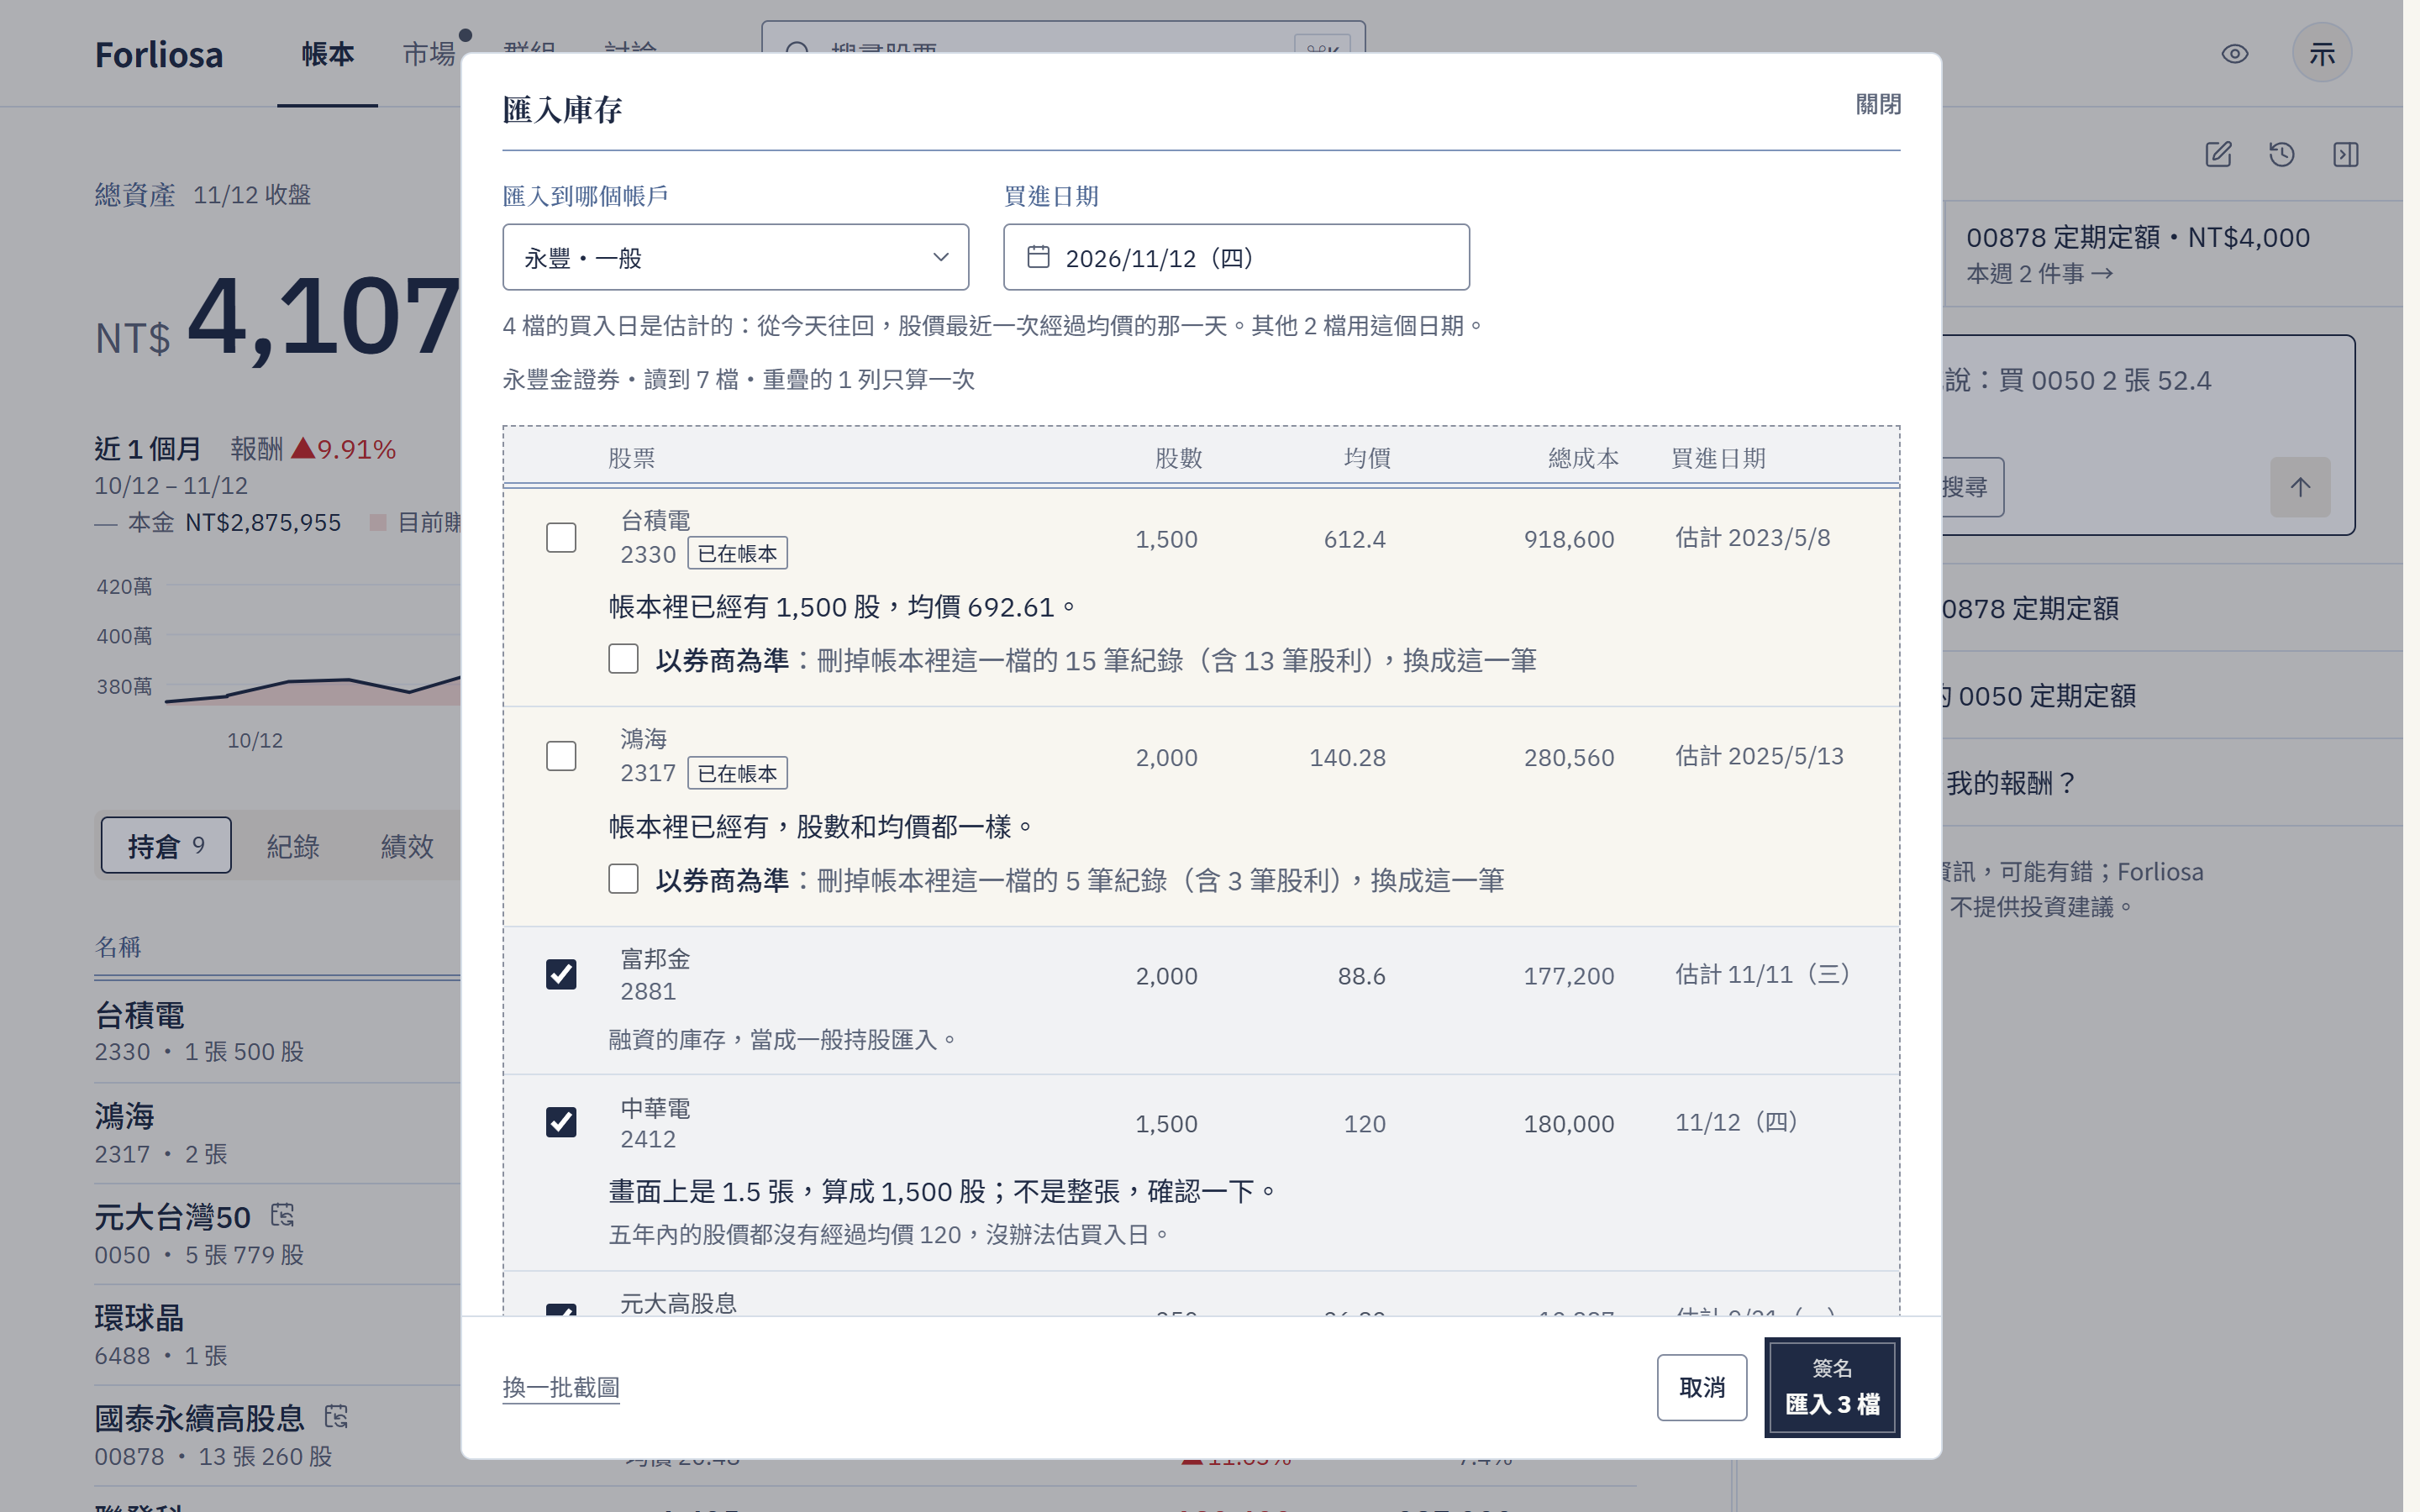 Forliosa 帳本 市場 群組 討論 搜尋股票 ⌘K 示
匯入庫存 關閉
總資產 11/12 收盤
匯入到哪個帳戶 買進日期
永豐・一般 2026/11/12（四）
00878 定期定額・NT$4,000
本週 2 件事 →
NT$ 4,107
4 檔的買入日是估計的：從今天往回，股價最近一次經過均價的那一天。其他 2 檔用這個日期。
永豐金證券・讀到 7 檔・重疊的 1 列只算一次
說：買 0050 2 張 52.4
搜尋
近 1 個月 報酬 ▲9.91%
10/12 – 11/12
— 本金 NT$2,875,955 目前賺
420萬
400萬
380萬
10/12
股票 股數 均價 總成本 買進日期
台積電
2330 已在帳本 1,500 612.4 918,600 估計 2023/5/8
帳本裡已經有 1,500 股，均價 692.61。
以券商為準：刪掉帳本裡這一檔的 15 筆紀錄（含 13 筆股利），換成這一筆
鴻海
2317 已在帳本 2,000 140.28 280,560 估計 2025/5/13
帳本裡已經有，股數和均價都一樣。
以券商為準：刪掉帳本裡這一檔的 5 筆紀錄（含 3 筆股利），換成這一筆
富邦金
2881 2,000 88.6 177,200 估計 11/11（三）
融資的庫存，當成一般持股匯入。
中華電
2412 1,500 120 180,000 11/12（四）
畫面上是 1.5 張，算成 1,500 股；不是整張，確認一下。
五年內的股價都沒有經過均價 120，沒辦法估買入日。
元大高股息
換一批截圖 取消 簽名
匯入 3 檔
0878 定期定額
0050 定期定額
我的報酬？
資訊，可能有錯；Forliosa
不提供投資建議。
持倉 9 紀錄 績效
名稱
台積電
2330 ・ 1 張 500 股
鴻海
2317 ・ 2 張
元大台灣50
0050 ・ 5 張 779 股
環球晶
6488 ・ 1 張
國泰永續高股息
00878 ・ 13 張 260 股